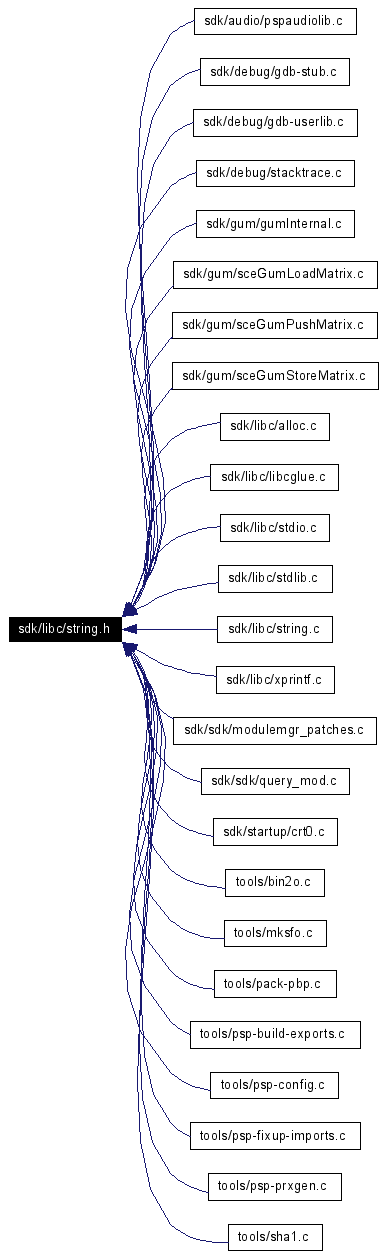 sdk/audio/pspaudiolib.c
sdk/debug/gdb-stub.c
sdk/debug/gdb-userlib.c
sdk/debug/stacktrace.c
sdk/gum/gumInternal.c
sdk/gum/sceGumLoadMatrix.c
sdk/gum/sceGumPushMatrix.c
sdk/gum/sceGumStoreMatrix.c
sdk/libc/alloc.c
sdk/libc/libcglue.c
sdk/libc/stdio.c
sdk/libc/stdlib.c
sdk/libc/string.h
sdk/libc/string.c
sdk/libc/xprintf.c
sdk/sdk/modulemgr_patches.c
sdk/sdk/query_mod.c
sdk/startup/crt0.c
tools/bin2o.c
tools/mksfo.c
tools/pack-pbp.c
tools/psp-build-exports.c
tools/psp-config.c
tools/psp-fixup-imports.c
tools/psp-prxgen.c
tools/sha1.c